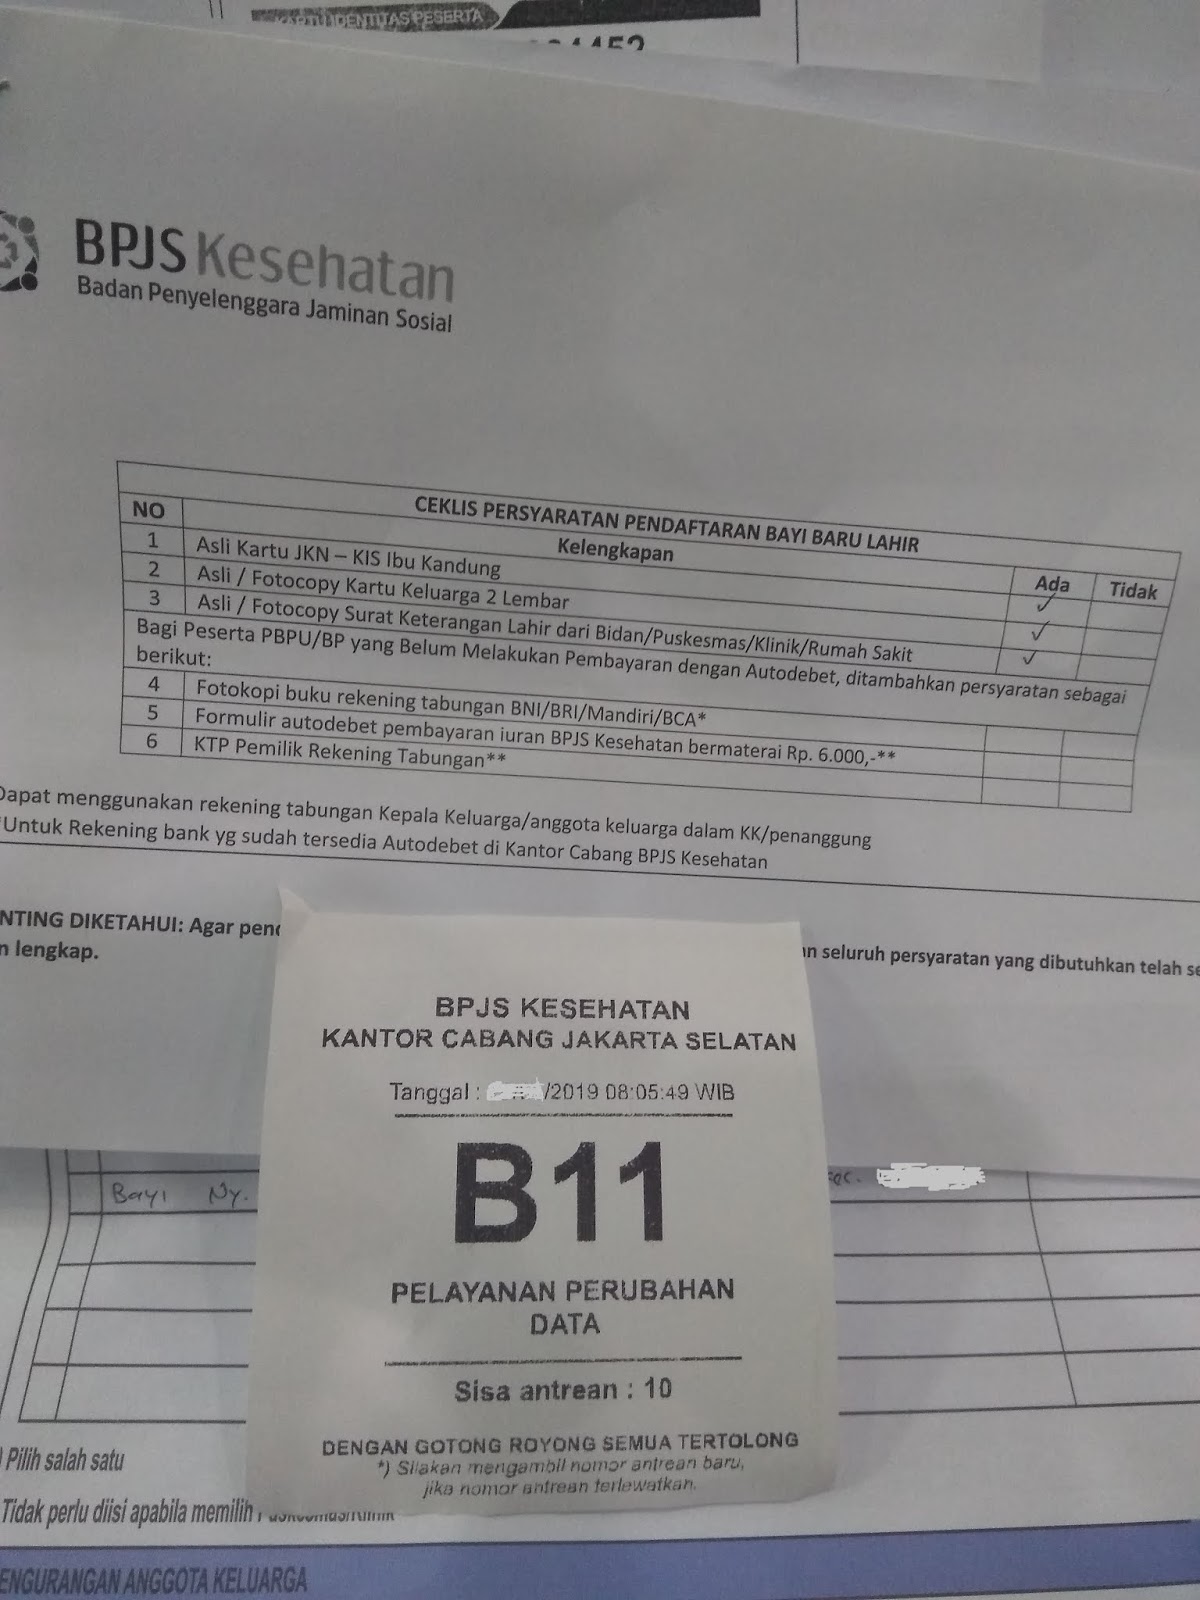 KARTU IDENTITAS PESERTA
BPJS Kesehatan
Badan Penyelenggara Jaminan Sosial
CEKLIS PERSYARATAN PENDAFTARAN BAYI BARU LAHIR
NO Kelengkapan Ada Tidak
1 Asli Kartu JKN – KIS Ibu Kandung ✓
2 Asli / Fotocopy Kartu Keluarga 2 Lembar ✓
3 Asli / Fotocopy Surat Keterangan Lahir dari Bidan/Puskesmas/Klinik/Rumah Sakit ✓
Bagi Peserta PBPU/BP yang Belum Melakukan Pembayaran dengan Autodebet, ditambahkan persyaratan sebagai
berikut:
4 Fotokopi buku rekening tabungan BNI/BRI/Mandiri/BCA*
5 Formulir autodebet pembayaran iuran BPJS Kesehatan bermaterai Rp. 6.000,-**
6 KTP Pemilik Rekening Tabungan**
Dapat menggunakan rekening tabungan Kepala Keluarga/anggota keluarga dalam KK/penanggung
*Untuk Rekening bank yg sudah tersedia Autodebet di Kantor Cabang BPJS Kesehatan
NTING DIKETAHUI: Agar pend
n seluruh persyaratan yang dibutuhkan telah se
n lengkap.
BPJS KESEHATAN
KANTOR CABANG JAKARTA SELATAN
Tanggal : /2019 08:05:49 WIB
B11
PELAYANAN PERUBAHAN
DATA
Sisa antrean : 10
DENGAN GOTONG ROYONG SEMUA TERTOLONG
*) Silakan mengambil nomor antrean baru,
jika nomor antrean terlewatkan.
Bayi Ny.
) Pilih salah satu
Tidak perlu diisi apabila memilih
ENGURANGAN ANGGOTA KELUARGA